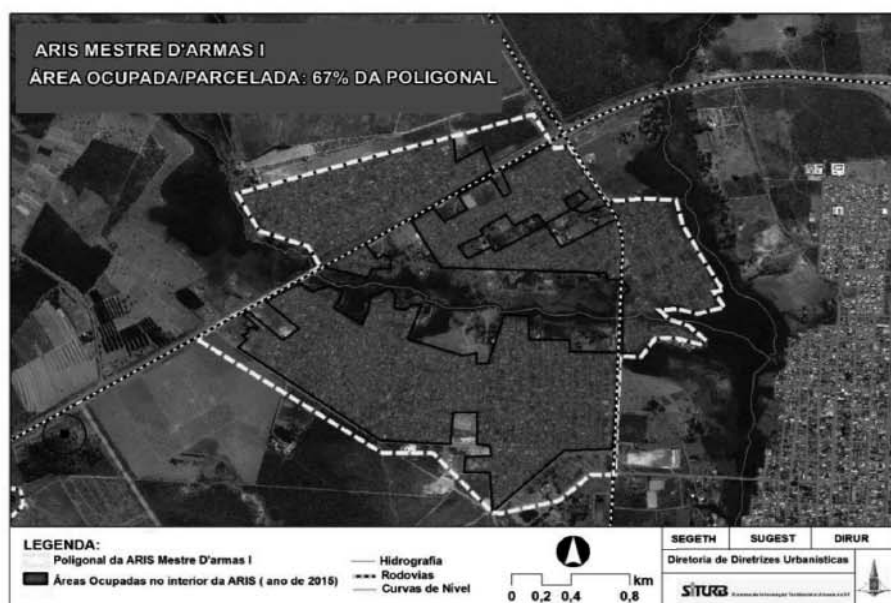 ARIS MESTRE D'ARMAS I
ÁREA OCUPADA/PARCELADA: 67% DA POLIGONAL
LEGENDA:
Poligonal da ARIS Mestre D'armas I
Áreas Ocupadas no interior da ARIS ( ano de 2015)
Hidrografia
Rodovias
Curvas de Nível
km
0 0,2 0,4 0,8
SEGETH SUGEST DIRUR
Diretoria de Diretrizes Urbanísticas
SITURB